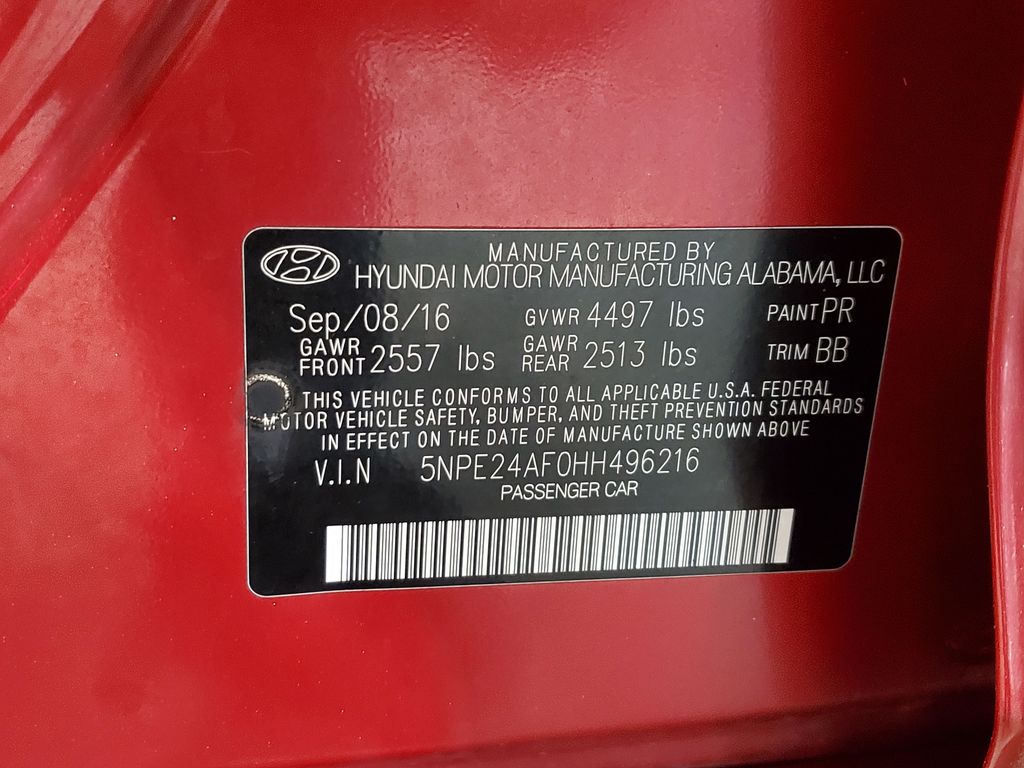 MANUFACTURED BY
HYUNDAI MOTOR MANUFACTURING ALABAMA, LLC
Sep/08/16 GVWR 4497 lbs PAINT PR
GAWR FRONT 2557 lbs GAWR REAR 2513 lbs TRIM BB
THIS VEHICLE CONFORMS TO ALL APPLICABLE U.S.A. FEDERAL
MOTOR VEHICLE SAFETY, BUMPER, AND THEFT PREVENTION STANDARDS
IN EFFECT ON THE DATE OF MANUFACTURE SHOWN ABOVE
V.I.N 5NPE24AF0HH496216
PASSENGER CAR